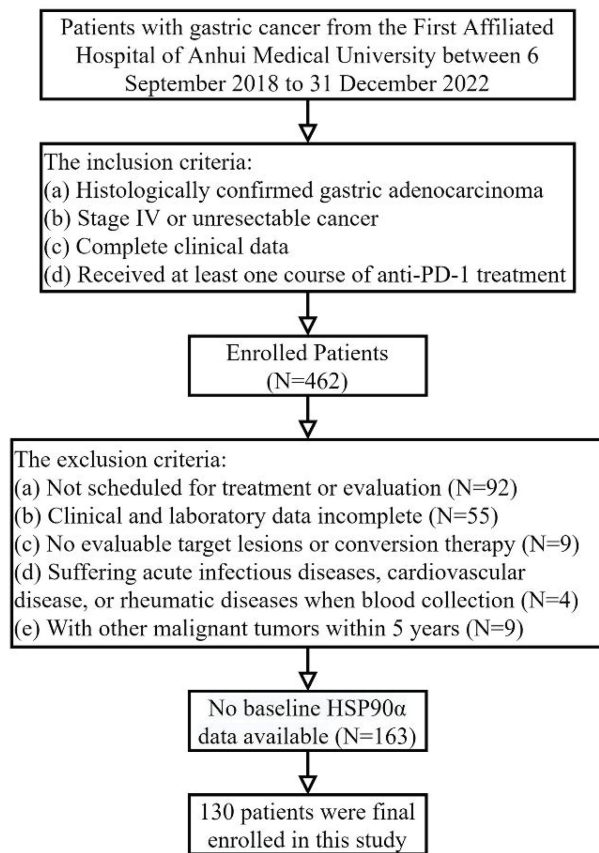 Patients with gastric cancer from the First Affiliated
Hospital of Anhui Medical University between 6
September 2018 to 31 December 2022
The inclusion criteria:
(a) Histologically confirmed gastric adenocarcinoma
(b) Stage IV or unresectable cancer
(c) Complete clinical data
(d) Received at least one course of anti-PD-1 treatment
Enrolled Patients
(N=462)
The exclusion criteria:
(a) Not scheduled for treatment or evaluation (N=92)
(b) Clinical and laboratory data incomplete (N=55)
(c) No evaluable target lesions or conversion therapy (N=9)
(d) Suffering acute infectious diseases, cardiovascular
disease, or rheumatic diseases when blood collection (N=4)
(e) With other malignant tumors within 5 years (N=9)
No baseline HSP90α
data available (N=163)
130 patients were final
enrolled in this study